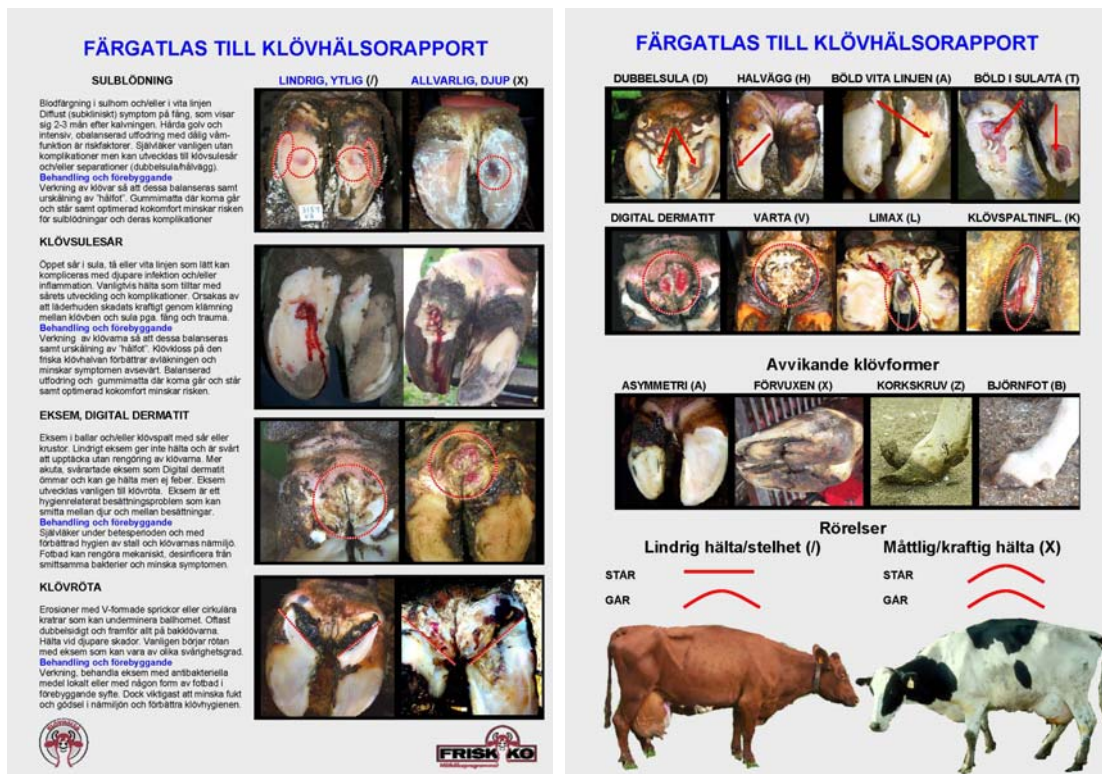 FÄRGATLAS TILL KLÖVHÄLSORAPPORT
SULBLÖDNING
LINDRIG, YTLIG (/)
ALLVARLIG, DJUP (X)
Blodfärgning i sulhorn och/eller i vita linjen
Diffust (subkliniskt) symptom på fång, som visar
sig 2-3 mån efter kalvningen. Hårda golv och
intensiv, obalanserad utfodring med dålig våm-
funktion är riskfaktorer. Självläker vanligen utan
komplikationer men kan utvecklas till klövsulesår
och/eller separationer (dubbelsula/hålvägg).
Behandling och förebyggande
Verkning av klövar så att dessa balanseras samt
urskålning av "hålfot". Gummimatta där korna går
och står samt optimerad kokomfort minskar risken
för sulblödningar och deras komplikationer
KLÖVSULESÅR
Öppet sår i sula, tå eller vita linjen som lätt kan
kompliceras med djupare infektion och/eller
inflammation. Vanligtvis hälta som tilltar med
sårets utveckling och komplikationer. Orsakas av
att läderhuden skadats kraftigt genom klämning
mellan klövben och sula pga. fång och trauma.
Behandling och förebyggande
Verkning av klövarna så att dessa balanseras
samt urskålning av "hålfot". Klövkloss på den
friska klövhalvan förbättrar avläkningen och
minskar symptomen avsevärt. Balanserad
utfodring och gummimatta där korna går och står
samt optimerad kokomfort minskar risken.
EKSEM, DIGITAL DERMATIT
Eksem i ballar och/eller klövspalt med sår eller
krustor. Lindrigt eksem ger inte hälta och är svårt
att upptäcka utan rengöring av klövarna. Mer
akuta, svårartade eksem som Digital dermatit
ömmar och kan ge hälta men ej feber. Eksem
utvecklas vanligen till klövröta. Eksem är ett
hygienrelaterat besättningsproblem som kan
smitta mellan djur och mellan besättningar.
Behandling och förebyggande
Självläker under betesperioden och med
förbättrad hygien av stall och klövarnas närmiljö.
Fotbad kan rengöra mekaniskt, desinficera från
smittsamma bakterier och minska symptomen.
KLÖVRÖTA
Erosioner med V-formade sprickor eller cirkulära
kratrar som kan underminera ballhornet. Oftast
dubbelsidigt och framför allt på bakklövarna.
Hälta vid djupare skador. Vanligen börjar rötan
med eksem som kan vara av olika svårighetsgrad.
Behandling och förebyggande
Verkning, behandla eksem med antibakteriella
medel lokalt eller med någon form av fotbad i
förebyggande syfte. Dock viktigast att minska fukt
och gödsel i närmiljön och förbättra klövhygienen.
FRISK KO
FÄRGATLAS TILL KLÖVHÄLSORAPPORT
DUBBELSULA (D)
HÅLVÄGG (H)
BÖLD VITA LINJEN (A)
BÖLD I SULA/TÅ (T)
DIGITAL DERMATIT
VÅRTA (V)
LIMAX (L)
KLÖVSPALTINFL. (K)
Avvikande klövformer
ASYMMETRI (A)
FÖRVUXEN (X)
KORKSKRUV (Z)
BJÖRNFOT (B)
Rörelser
Lindrig hälta/stelhet (/)
Måttlig/kraftig hälta (X)
STÅR
STÅR
GÅR
GÅR